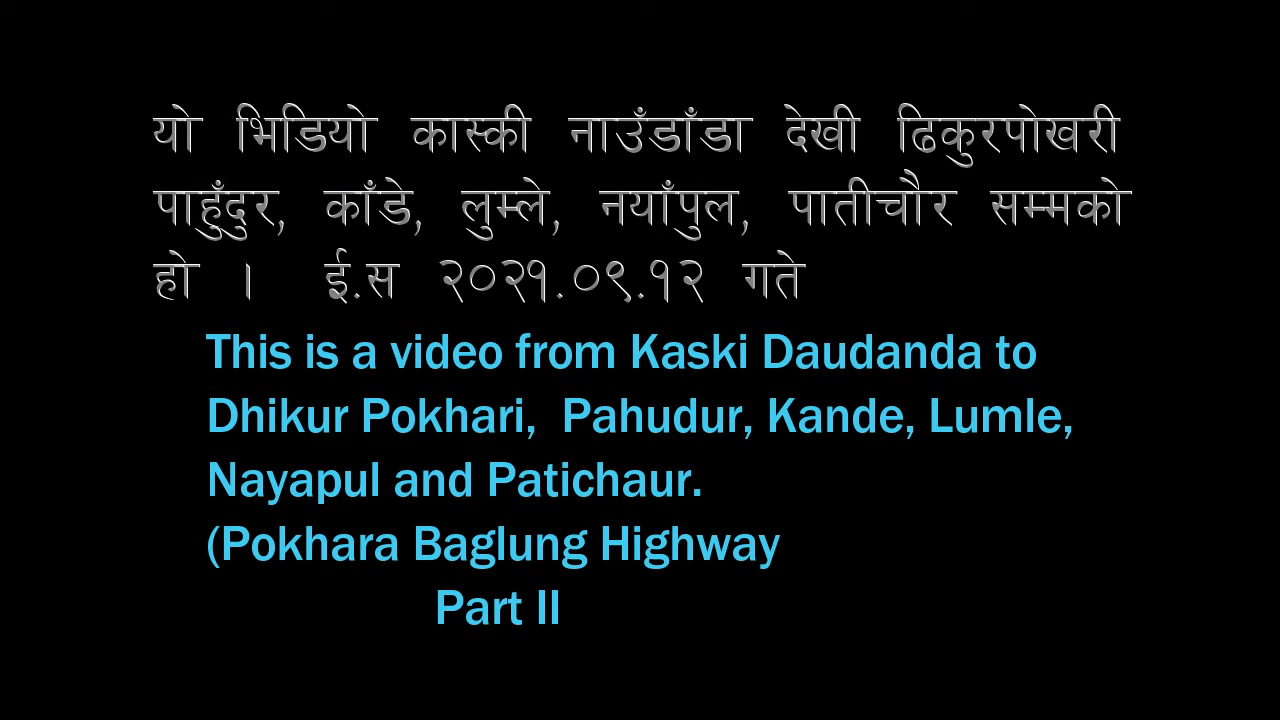 यो भिडियो कास्की नाउँडाँडा देखी ढिकुरपोखरी
पाहुँदुर, काँडे, लुम्ले, नयाँपुल, पातीचौर सम्मको
हो । ई.स २०२१.०९.१२ गते
This is a video from Kaski Daudanda to
Dhikur Pokhari, Pahudur, Kande, Lumle,
Nayapul and Patichaur.
(Pokhara Baglung Highway
Part II